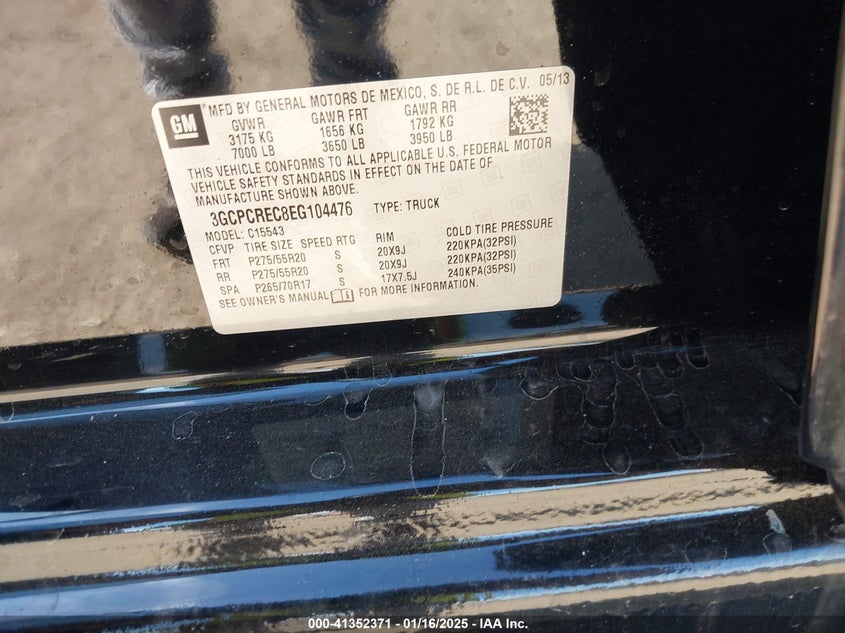 GM
MFD BY GENERAL MOTORS DE MEXICO, S. DE R.L. DE C.V. 05/13
GVWR GAWR FRT GAWR RR
3175 KG 1656 KG 1792 KG
7000 LB 3650 LB 3950 LB
THIS VEHICLE CONFORMS TO ALL APPLICABLE U.S. FEDERAL MOTOR
VEHICLE SAFETY STANDARDS IN EFFECT ON THE DATE OF
MANUFACTURE SHOWN ABOVE.
3GCPCREC8EG104476 TYPE: TRUCK
MODEL: C15543
CFVP TIRE SIZE SPEED RTG RIM COLD TIRE PRESSURE
FRT P275/55R20 S 20X9J 220KPA(32PSI)
RR P275/55R20 S 20X9J 220KPA(32PSI)
SPA P265/70R17 S 17X7.5J 240KPA(35PSI)
SEE OWNER'S MANUAL FOR MORE INFORMATION.
000-41352371 - 01/16/2025 - IAA Inc.